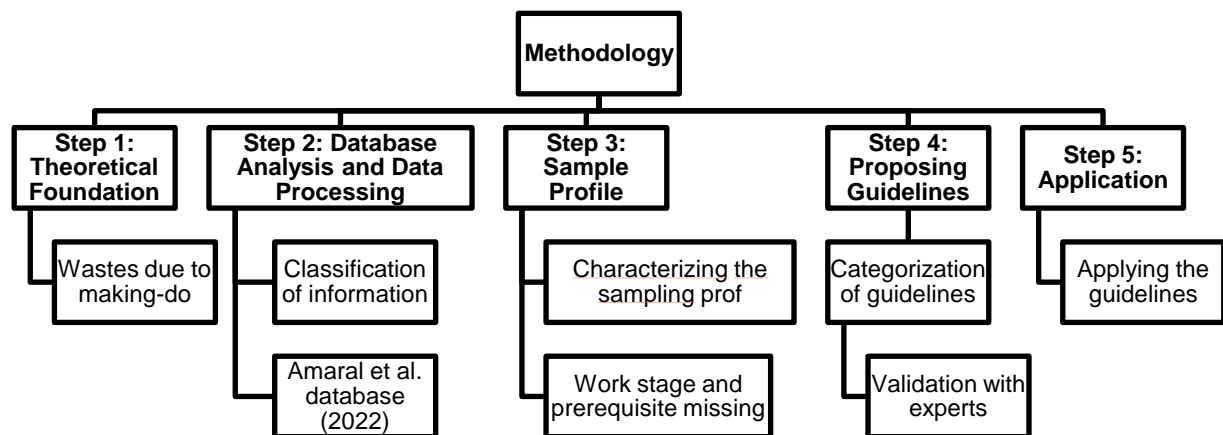 Methodology
Step 1:
Theoretical
Foundation
Step 2: Database
Analysis and Data
Processing
Step 3:
Sample
Profile
Step 4:
Proposing
Guidelines
Step 5:
Application
Wastes due to
making-do
Classification
of information
Characterizing the
sampling prof
Categorization
of guidelines
Applying the
guidelines
Amaral et al.
database
(2022)
Work stage and
prerequisite missing
Validation with
experts